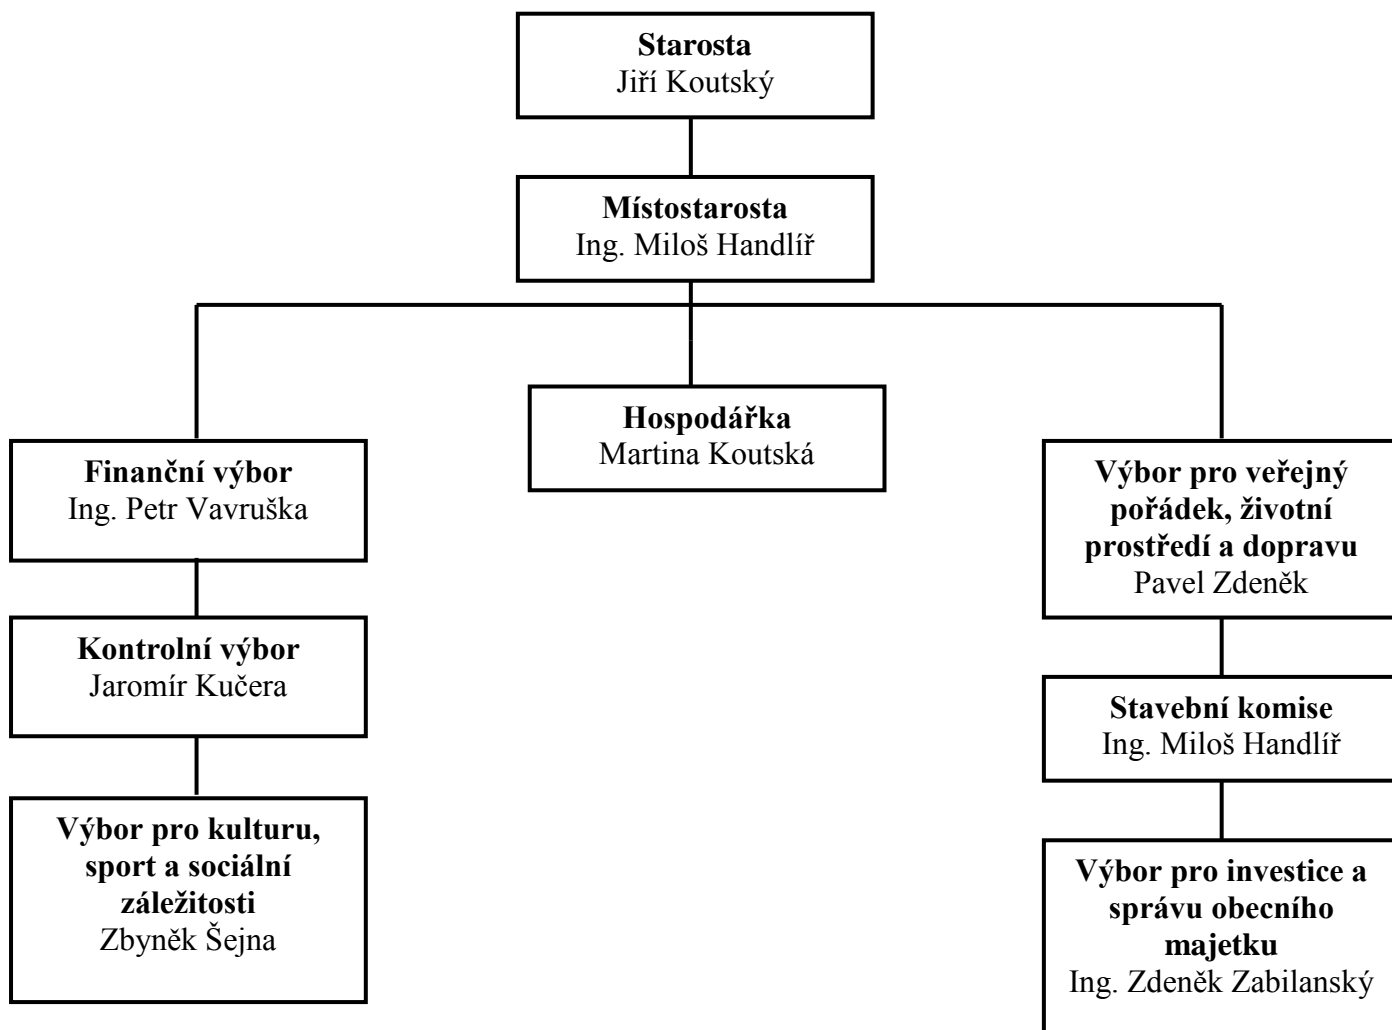 Starosta
Jiří Koutský
Místostarosta
Ing. Miloš Handlíř
Hospodářka
Martina Koutská
Finanční výbor
Ing. Petr Vavruška
Kontrolní výbor
Jaromír Kučera
Výbor pro kulturu,
sport a sociální
záležitosti
Zbyněk Šejna
Výbor pro veřejný
pořádek, životní
prostředí a dopravu
Pavel Zdeněk
Stavební komise
Ing. Miloš Handlíř
Výbor pro investice a
správu obecního
majetku
Ing. Zdeněk Zabilanský